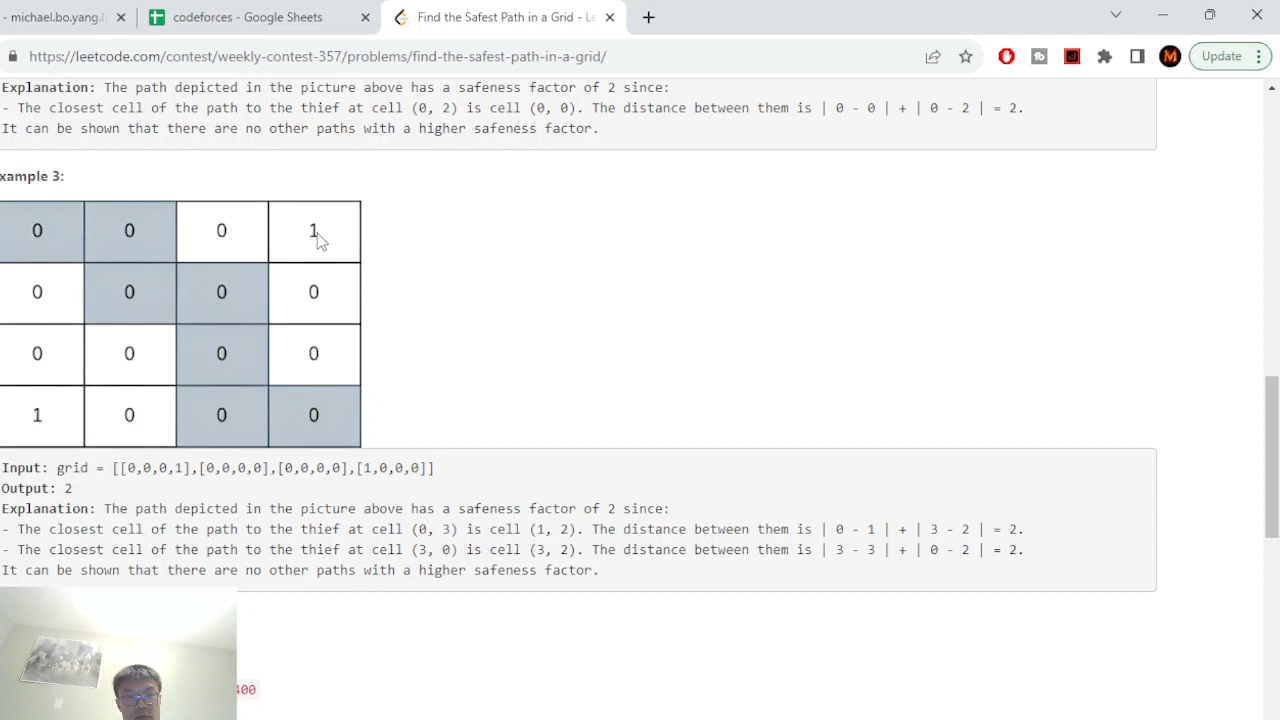 - michael.bo.yang.li
codeforces - Google Sheets
Find the Safest Path in a Grid - Le
https://leetcode.com/contest/weekly-contest-357/problems/find-the-safest-path-in-a-grid/
Update
Explanation: The path depicted in the picture above has a safeness factor of 2 since:
- The closest cell of the path to the thief at cell (0, 2) is cell (0, 0). The distance between them is | 0 - 0 | + | 0 - 2 | = 2.
It can be shown that there are no other paths with a higher safeness factor.
xample 3:
0 0 0 1
0 0 0 0
0 0 0 0
1 0 0 0
Input: grid = [[0,0,0,1],[0,0,0,0],[0,0,0,0],[1,0,0,0]]
Output: 2
Explanation: The path depicted in the picture above has a safeness factor of 2 since:
- The closest cell of the path to the thief at cell (0, 3) is cell (1, 2). The distance between them is | 0 - 1 | + | 3 - 2 | = 2.
- The closest cell of the path to the thief at cell (3, 0) is cell (3, 2). The distance between them is | 3 - 3 | + | 0 - 2 | = 2.
It can be shown that there are no other paths with a higher safeness factor.
400